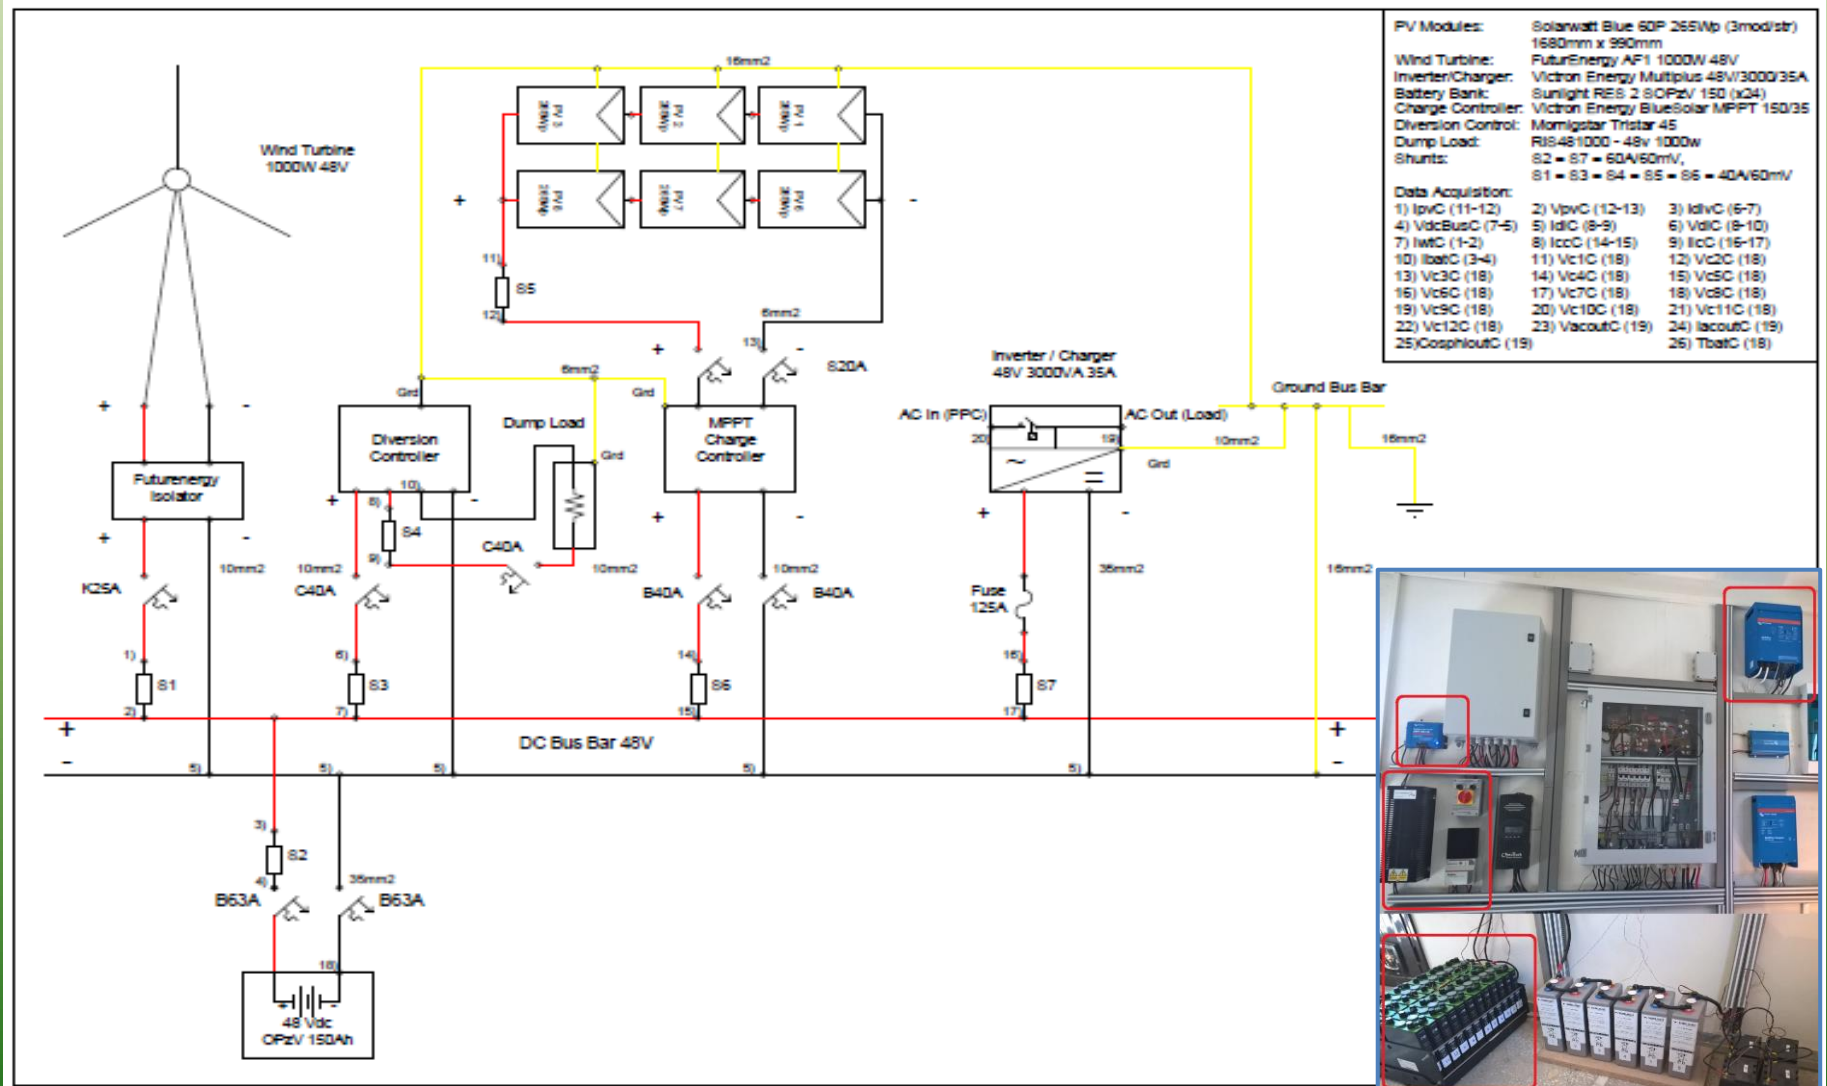 PV Modules: Solarwatt Blue 60P 265Wp (3mod/str)
1680mm x 990mm
Wind Turbine: FuturEnergy AF1 1000W 48V
Inverter/Charger: Victron Energy Multiplus 48V/3000/35A
Battery Bank: Sunlight RES 2 SOPzV 150 (x24)
Charge Controller: Victron Energy BlueSolar MPPT 150/35
Diversion Control: Mornigstar Tristar 45
Dump Load: RIS481000 - 48v 1000w
Shunts: S2 = S7 = 60A/60mV,
S1 = S3 = S4 = S5 = S6 = 40A/60mV
Data Acquisition:
1) IpvC (11-12) 2) VpvC (12-13) 3) IdivC (6-7)
4) VdcBusC (7-5) 5) IdlC (8-9) 6) VdlC (9-10)
7) IwtC (1-2) 8) IccC (14-15) 9) IicC (16-17)
10) IbatC (3-4) 11) Vc1C (18) 12) Vc2C (18)
13) Vc3C (18) 14) Vc4C (18) 15) Vc5C (18)
16) Vc6C (18) 17) Vc7C (18) 18) Vc8C (18)
19) Vc9C (18) 20) Vc10C (18) 21) Vc11C (18)
22) Vc12C (18) 23) VacoutC (19) 24) IacoutC (19)
25)CosphioutC (19) 26) TbatC (18)
16mm2
PV 3
PV 2
PV 1
Wind Turbine
1000W 48V
PV 7
+
-
11)
S5
12)
6mm2
+
13)
-
S20A
Inverter / Charger
48V 3000VA 35A
6mm2
Grd
Grd
Ground Bus Bar
+
-
Dump Load
AC In (PPC)
AC Out (Load)
Diversion
Controller
MPPT
Charge
Controller
20)
19)
10mm2
16mm2
Grd
Grd
Futurenergy
Isolator
10)
+
8)
-
+
-
+
-
S4
+
-
9)
C40A
10mm2
10mm2
10mm2
10mm2
35mm2
16mm2
K25A
C40A
B40A
B40A
Fuse
125A
1)
6)
14)
16)
S1
S3
S6
S7
2)
7)
15)
17)
+
DC Bus Bar 48V
+
-
-
5)
5)
5)
5)
5)
3)
S2
4)
35mm2
B63A
B63A
18)
+
-
48 Vdc
OPzV 150Ah